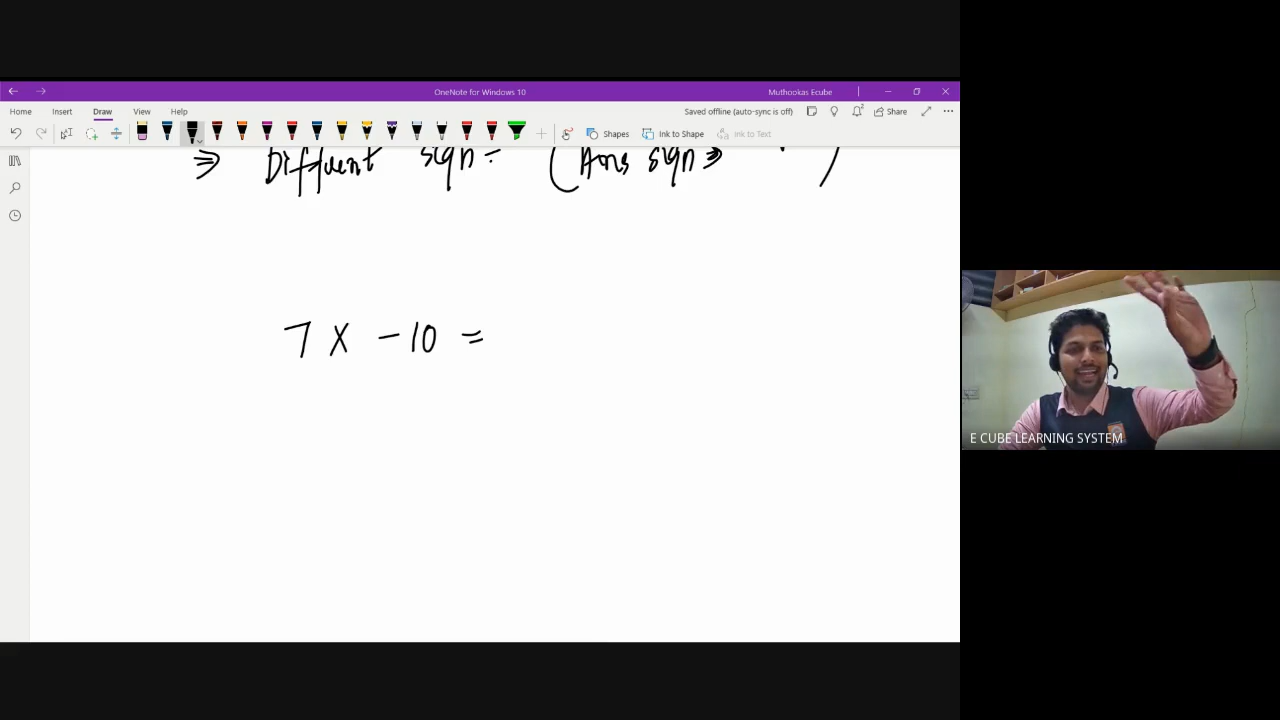 OneNote for Windows 10
Muthookas Ecube
Home Insert Draw View Help
Saved offline (auto-sync is off)
Share
Shapes
Ink to Shape
Ink to Text
⇒ Different sign :- (Ans sign ⇒ )
7 x -10 =
E CUBE LEARNING SYSTEM